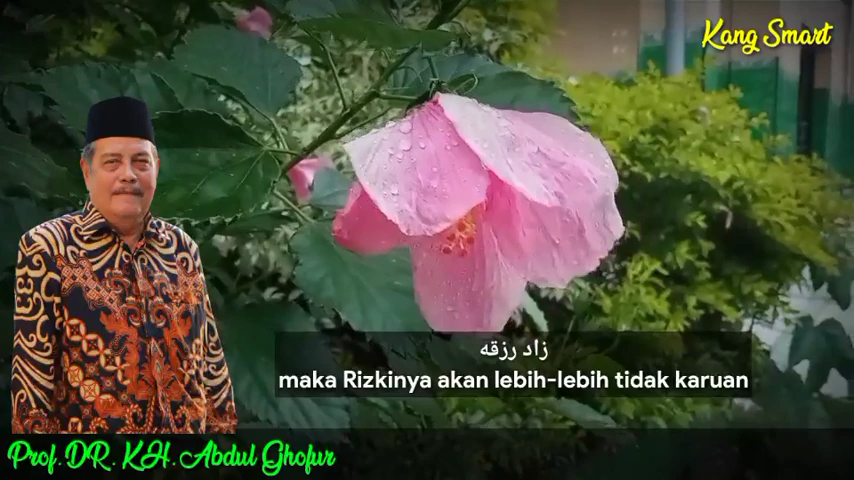 Kang Smart
زاد رزقه
maka Rizkinya akan lebih-lebih tidak karuan
Prof.DR. KH. Abdul Ghofur